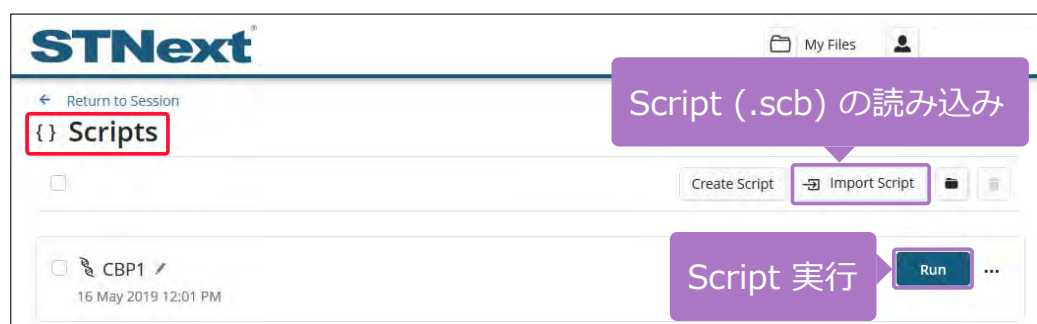 STNext®
My Files
← Return to Session
Script (.scb) の読み込み
{ } Scripts
Create Script
Import Script
CBP1
Script 実行
Run
...
16 May 2019 12:01 PM